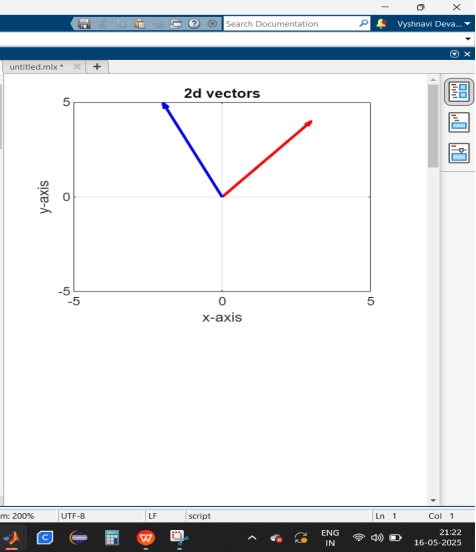 Search Documentation
Vyshnavi Deva...
untitled.mlx *
2d vectors
5
y-axis
0
-5
-5 0 5
x-axis
m: 200% UTF-8 LF script Ln 1 Col 1
ENG
IN
21:22
16-05-2025